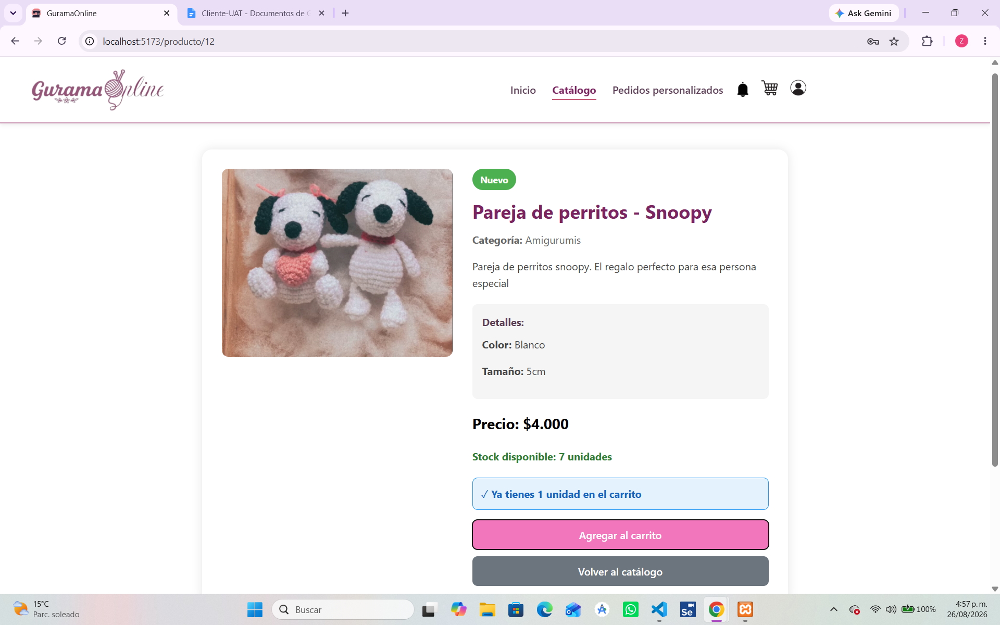 GuramaOnline
Cliente-UAT - Documentos de
Ask Gemini
localhost:5173/producto/12
Z
GuramaOnline
Inicio
Catálogo
Pedidos personalizados
Nuevo
Pareja de perritos - Snoopy
Categoría: Amigurumis
Pareja de perritos snoopy. El regalo perfecto para esa persona
especial
Detalles:
Color: Blanco
Tamaño: 5cm
Precio: $4.000
Stock disponible: 7 unidades
✓ Ya tienes 1 unidad en el carrito
Agregar al carrito
Volver al catálogo
15°C
Parc. soleado
Buscar
Se
100%
4:57 p. m.
26/08/2026